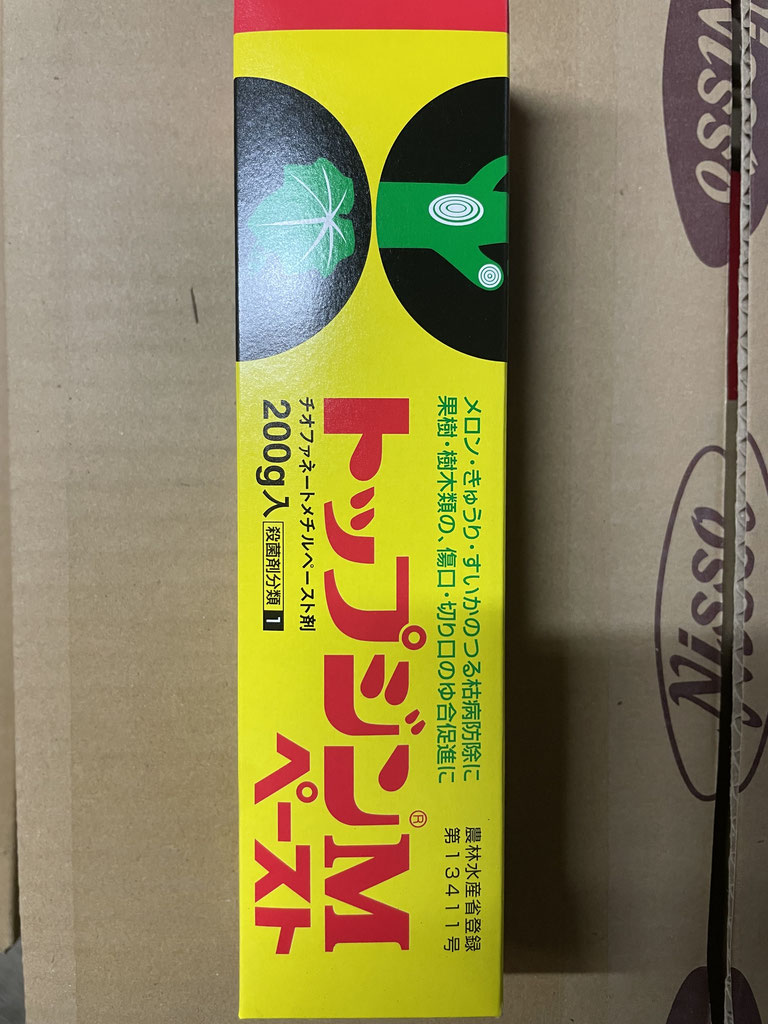 メロン・きゅうり・すいかのつる枯病防除に
果樹・樹木類の、傷口・切り口のゆ合促進に
トップジンM®
ペースト
チオファネートメチルペースト剤
200g入 殺菌剤分類 1
農林水産省登録
第13411号
Nisso
Nisso
Nisso